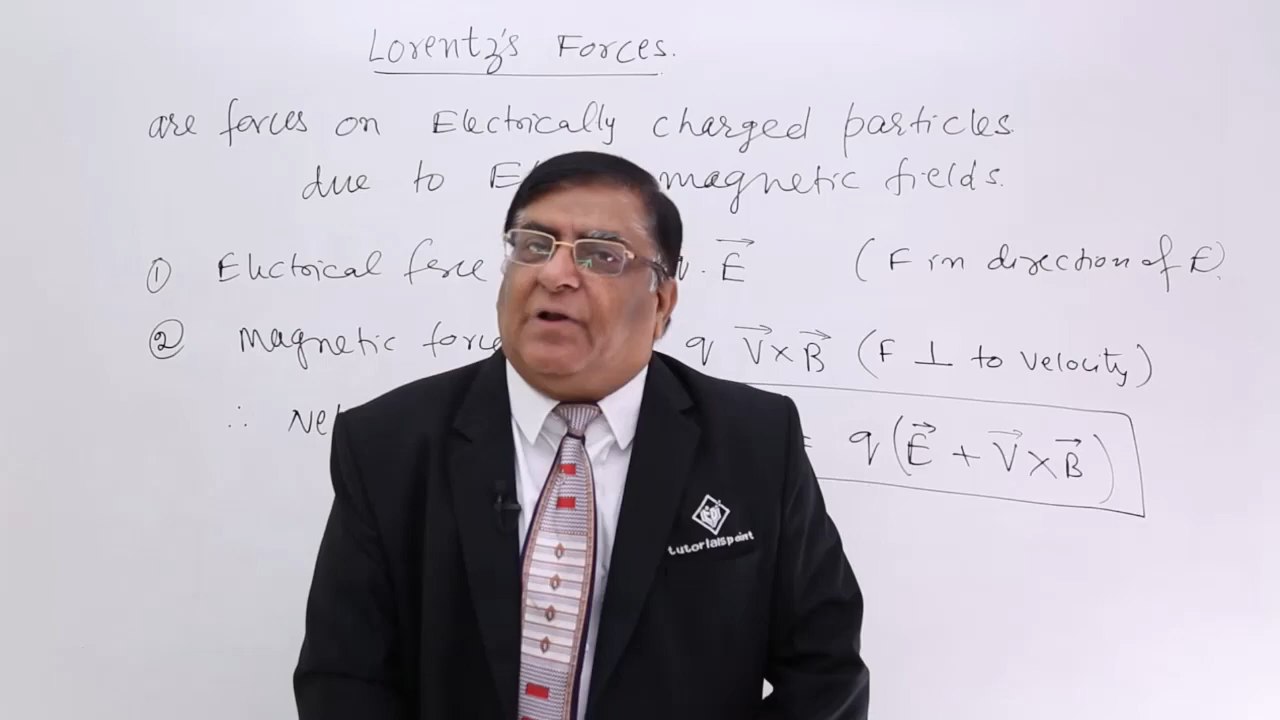 Lorentz's Forces.
are forces on Electrically charged particles.
due to magnetic fields.
① Electrical force . E⃗ (F in direction of E).
② Magnetic force q V⃗×B⃗ (F ⊥ to velocity)
∴ = q(E⃗ + V⃗×B⃗)
tutorialspoint